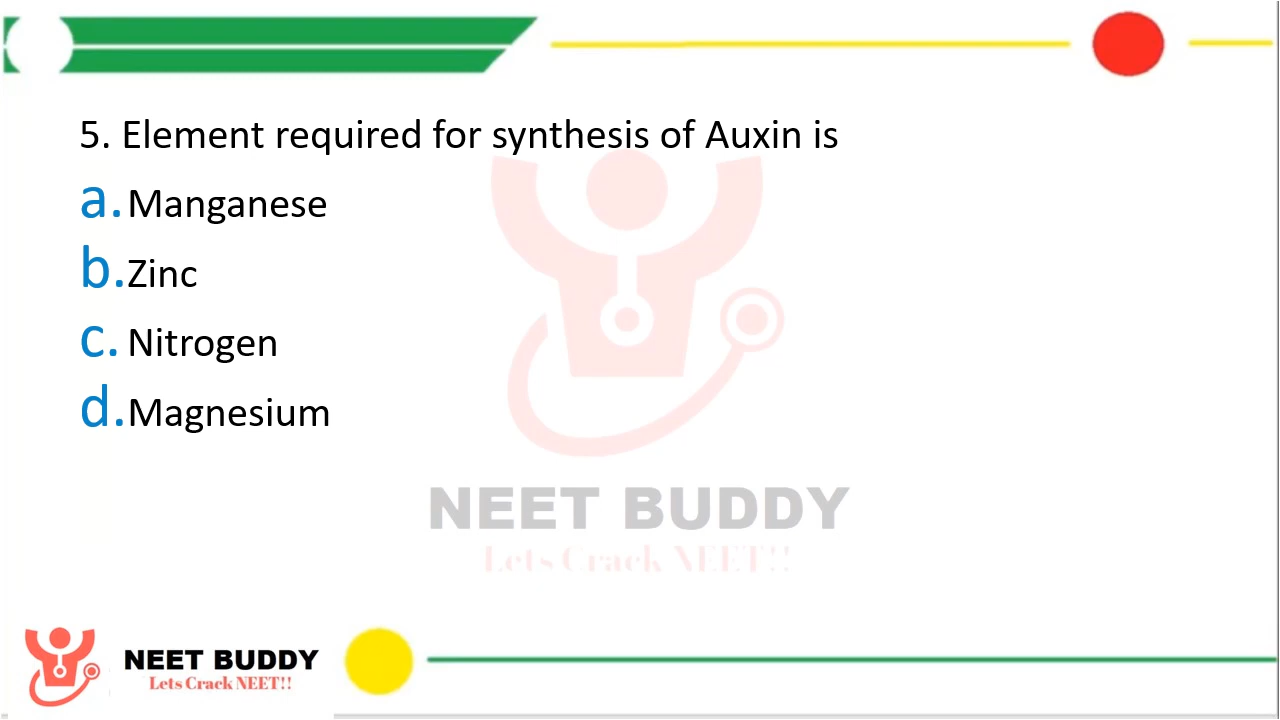 5. Element required for synthesis of Auxin is
a. Manganese
b. Zinc
c. Nitrogen
d. Magnesium
NEET BUDDY
Lets Crack NEET!!
NEET BUDDY
Lets Crack NEET!!